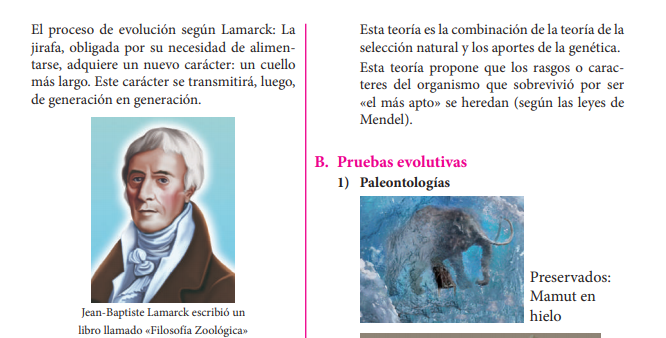 El proceso de evolución según Lamarck: La
jirafa, obligada por su necesidad de alimen-
tarse, adquiere un nuevo carácter: un cuello
más largo. Este carácter se transmitirá, luego,
de generación en generación.
Jean-Baptiste Lamarck escribió un
libro llamado «Filosofía Zoológica»
Esta teoría es la combinación de la teoría de la
selección natural y los aportes de la genética.
Esta teoría propone que los rasgos o carac-
teres del organismo que sobrevivió por ser
«el más apto» se heredan (según las leyes de
Mendel).
B. Pruebas evolutivas
1) Paleontologías
Preservados:
Mamut en
hielo